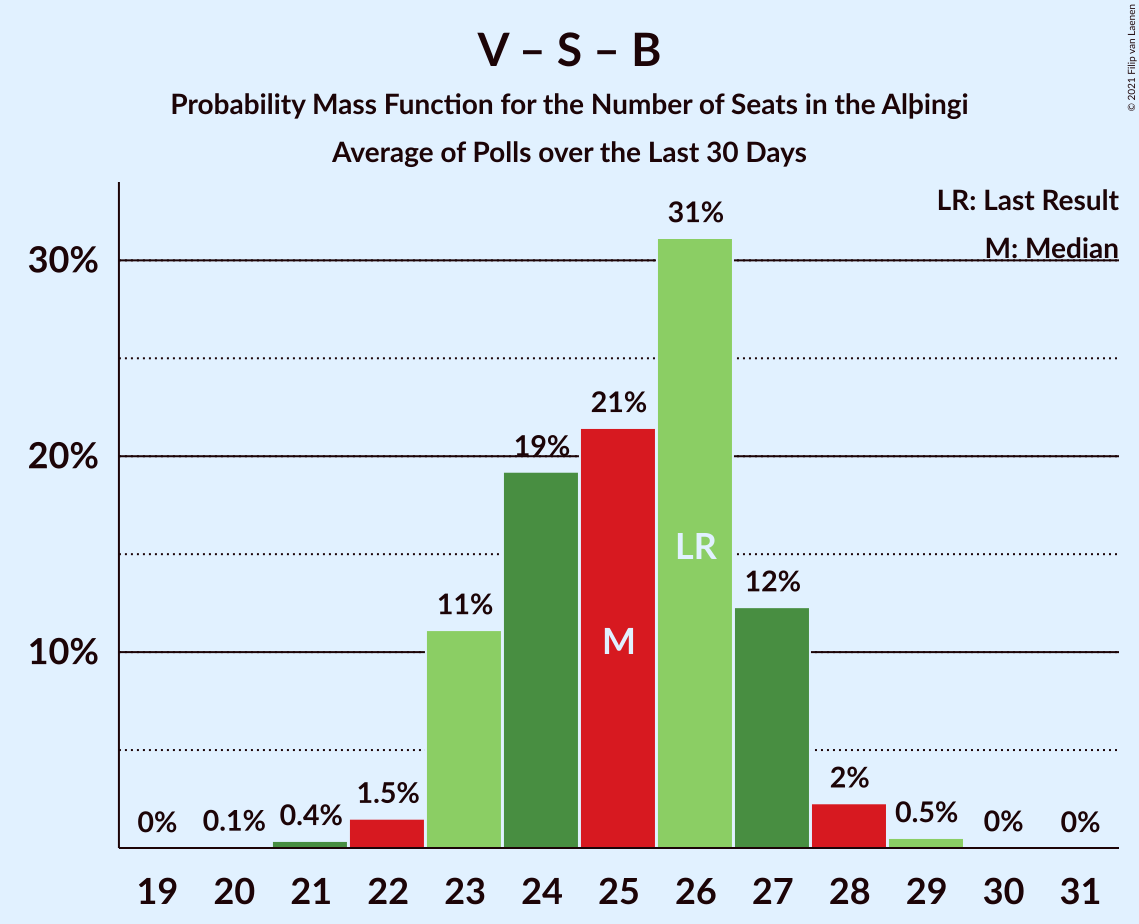 V – S – B
Probability Mass Function for the Number of Seats in the Alþingi
Average of Polls over the Last 30 Days
© 2021 Filip van Laenen
LR: Last Result
M: Median
30%
20%
10%
0%
0.1%
0.4%
1.5%
11%
19%
21%
31%
12%
2%
0.5%
0%
0%
LR
M
19 20 21 22 23 24 25 26 27 28 29 30 31